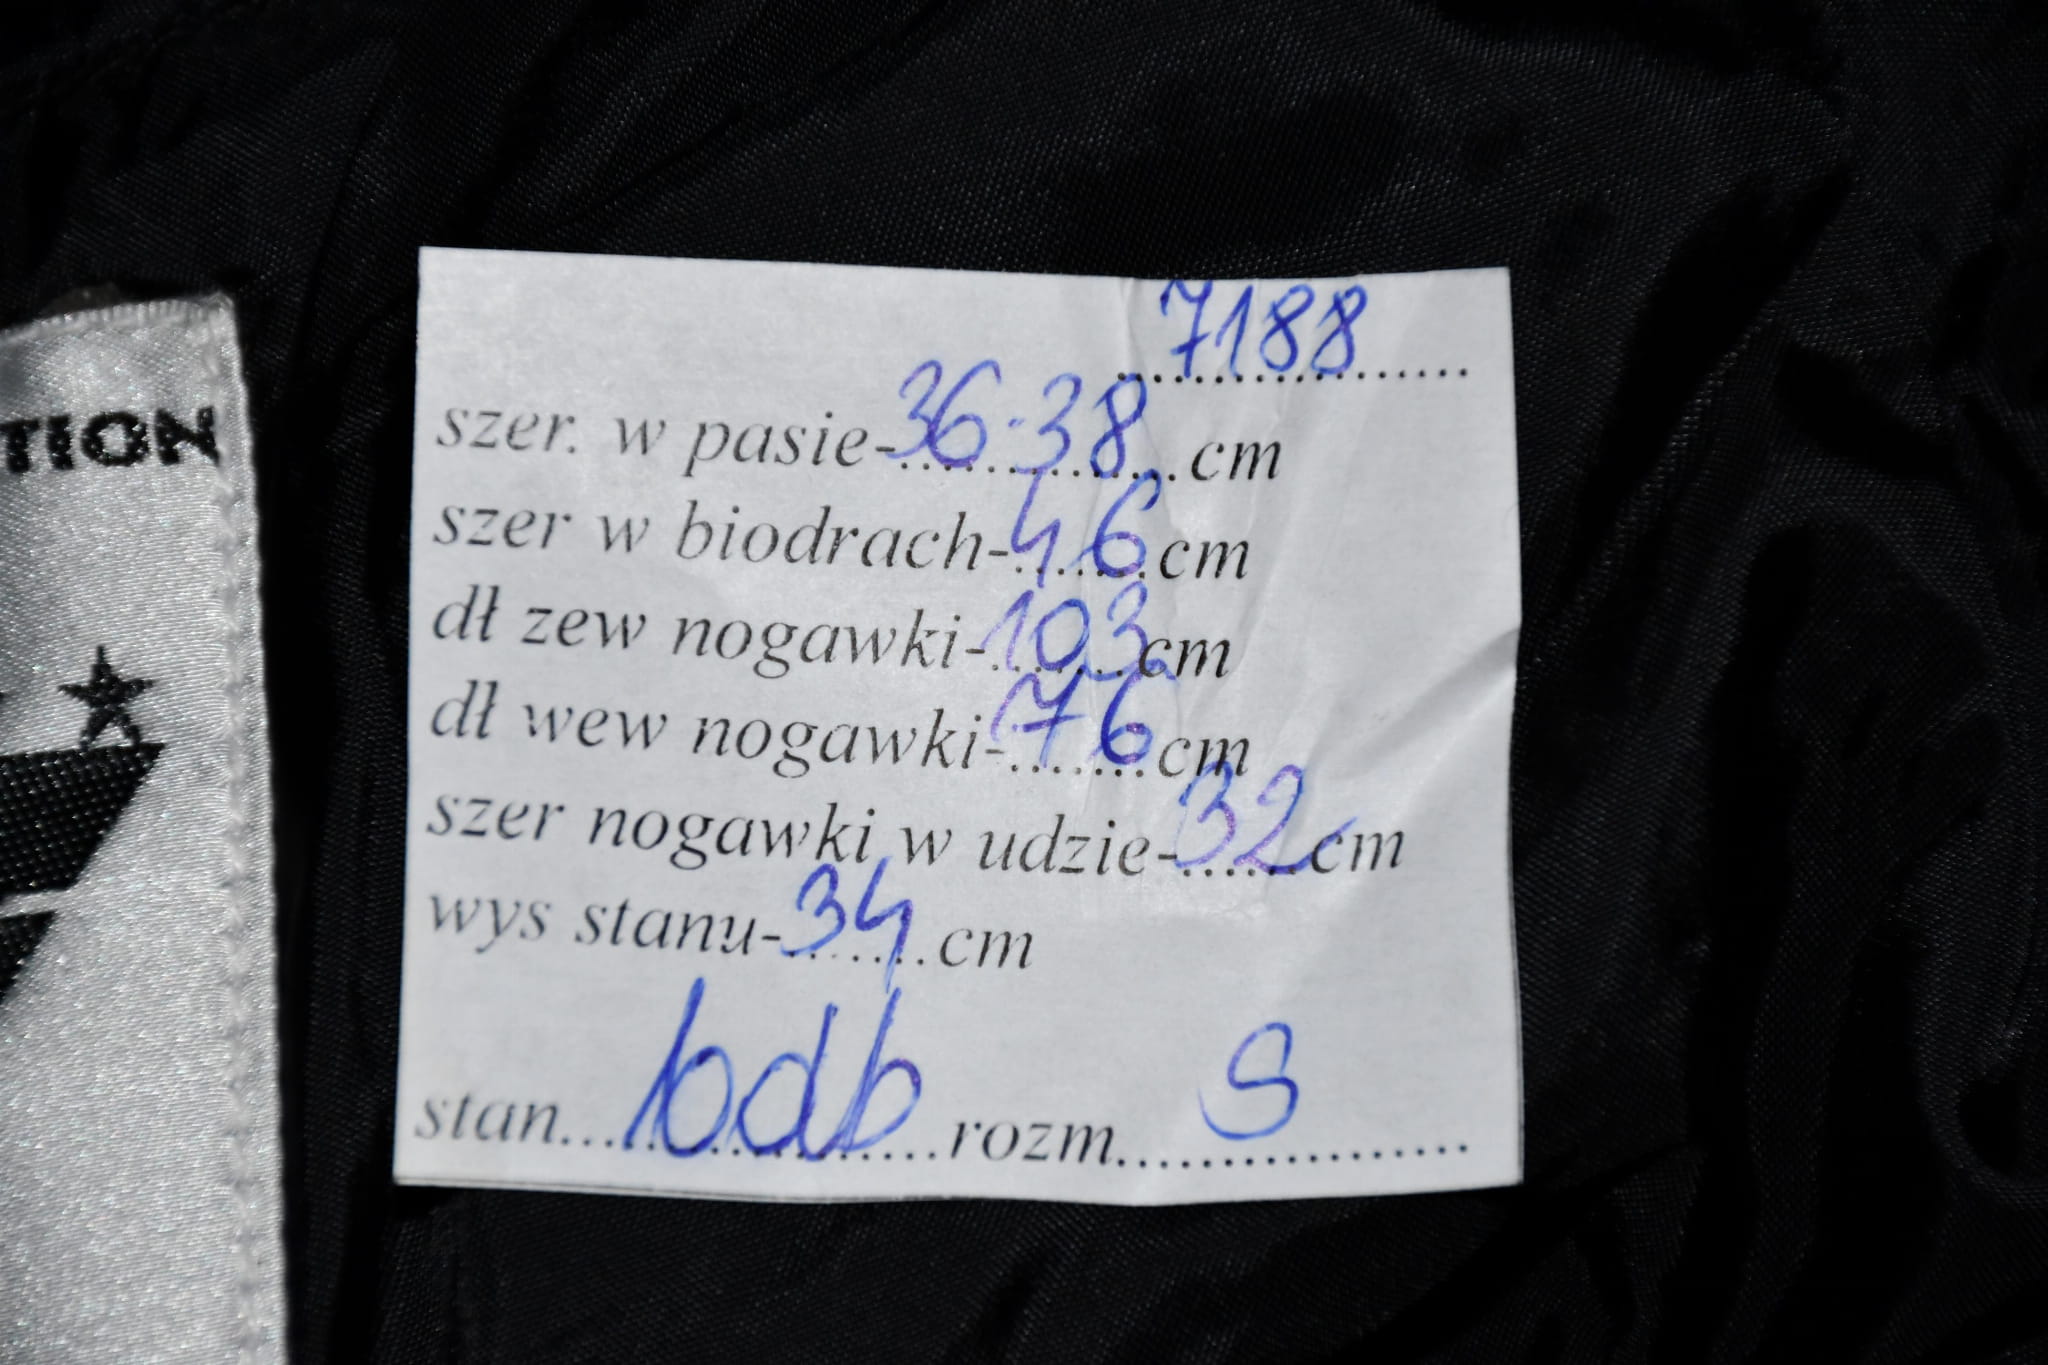 7188
szer. w pasie-36-38 cm
szer w biodrach-46 cm
dł zew nogawki-103 cm
dł wew nogawki-76 cm
szer nogawki w udzie-32 cm
wys stanu-34 cm
stan bdb rozm S
TION